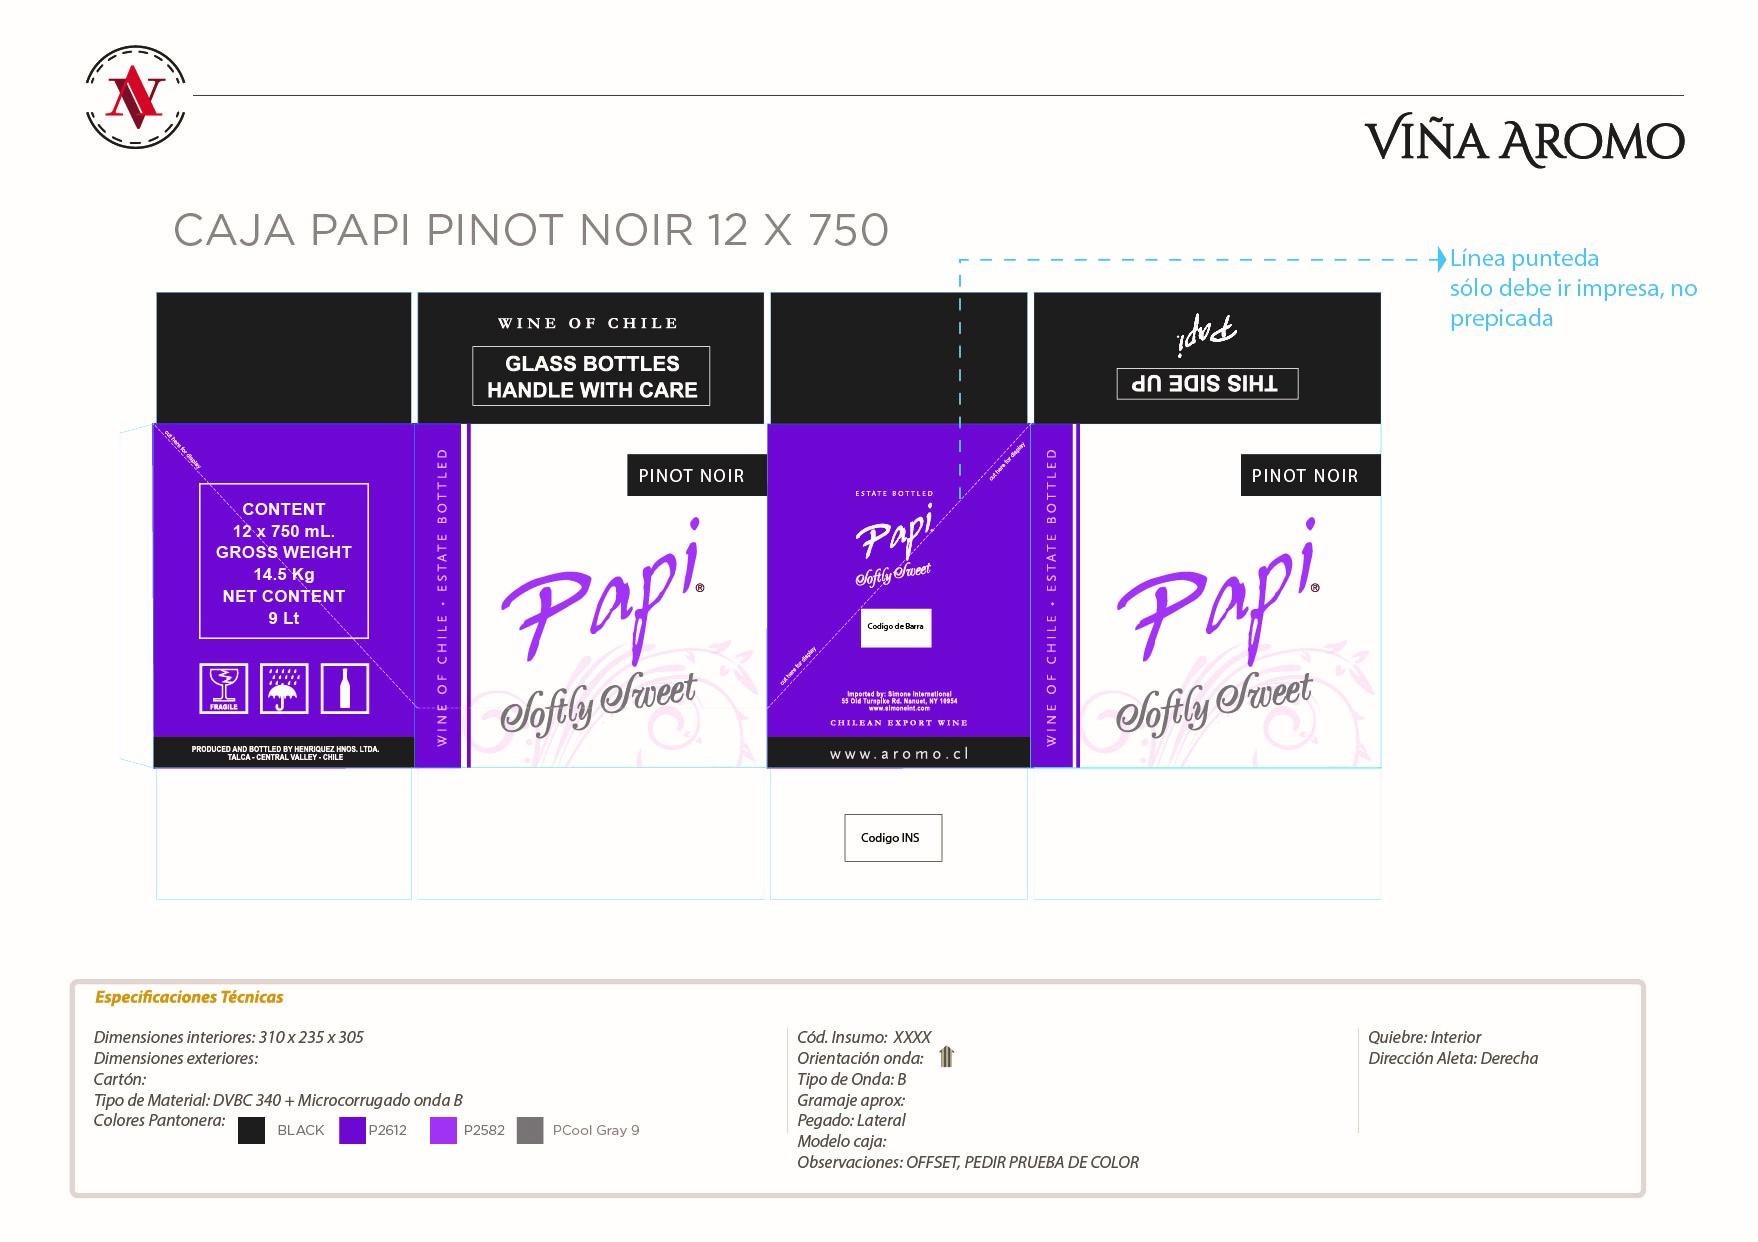 VIÑA AROMO
CAJA PAPI PINOT NOIR 12 X 750
Línea punteda
sólo debe ir impresa, no
prepicada
WINE OF CHILE
GLASS BOTTLES
HANDLE WITH CARE
Papi
THIS SIDE UP
cut here for display
CONTENT
12 x 750 mL.
GROSS WEIGHT
14.5 Kg
NET CONTENT
9 Lt
FRAGILE
PRODUCED AND BOTTLED BY HENRIQUEZ HNOS. LTDA.
TALCA - CENTRAL VALLEY - CHILE
WINE OF CHILE • ESTATE BOTTLED
PINOT NOIR
Papi®
Softly Sweet
cut here for display
ESTATE BOTTLED
Papi
Softly Sweet
Codigo de Barra
cut here for display
Imported by: Simone International
55 Old Turnpike Rd. Nanuet, NY 10954
www.simoneint.com
CHILEAN EXPORT WINE
www.aromo.cl
WINE OF CHILE • ESTATE BOTTLED
PINOT NOIR
Papi®
Softly Sweet
Codigo INS
Especificaciones Técnicas
Dimensiones interiores: 310 x 235 x 305
Dimensiones exteriores:
Cartón:
Tipo de Material: DVBC 340 + Microcorrugado onda B
Colores Pantonera:
BLACK
P2612
P2582
PCool Gray 9
Cód. Insumo: XXXX
Orientación onda:
Tipo de Onda: B
Gramaje aprox:
Pegado: Lateral
Modelo caja:
Observaciones: OFFSET, PEDIR PRUEBA DE COLOR
Quiebre: Interior
Dirección Aleta: Derecha